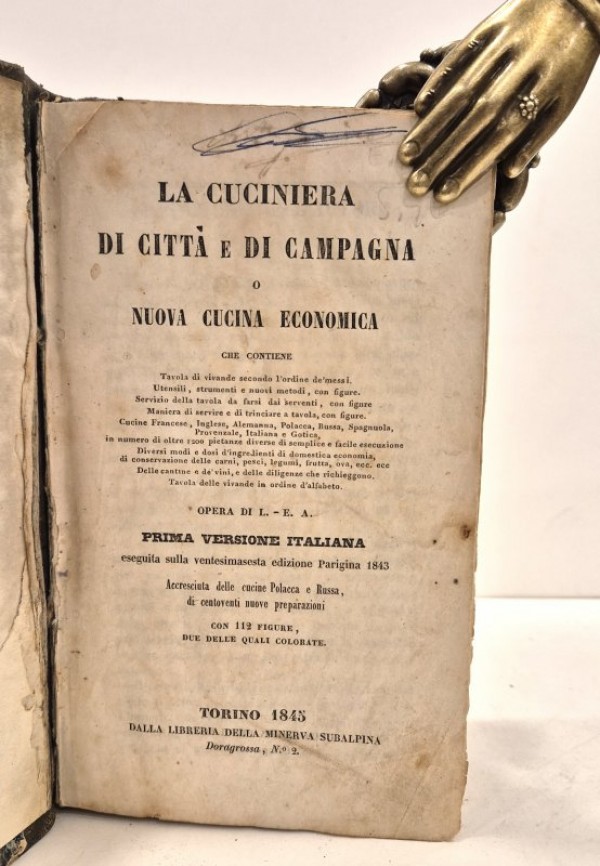 LA CUCINIERA
DI CITTÀ E DI CAMPAGNA
O
NUOVA CUCINA ECONOMICA
CHE CONTIENE
Tavola di vivande secondo l'ordine de'mesi.
Utensili, strumenti e nuovi metodi, con figure.
Servizio della tavola da farsi dai serventi, con figure
Maniera di servire e di trinciare a tavola, con figure.
Cucine Francese, Inglese, Alemanna, Polacca, Russa, Spagnuola,
Provenzale, Italiana e Gotica,
in numero di oltre 1200 pietanze diverse di semplice e facile esecuzione
Diversi modi e dosi d'ingredienti di domestica economia,
di conservazione delle carni, pesci, legumi, frutta, ova, ecc. ecc
Delle cantine e de'vini, e delle diligenze che richieggono.
Tavola delle vivande in ordine d'alfabeto.
OPERA DI L.-E. A.
PRIMA VERSIONE ITALIANA
eseguita sulla ventesimasesta edizione Parigina 1843
Accresciuta delle cucine Polacca e Russa,
di centoventi nuove preparazioni
CON 112 FIGURE,
DUE DELLE QUALI COLORATE.
TORINO 1845
DALLA LIBRERIA DELLA MINERVA SUBALPINA
Doragrossa, N.º 2.